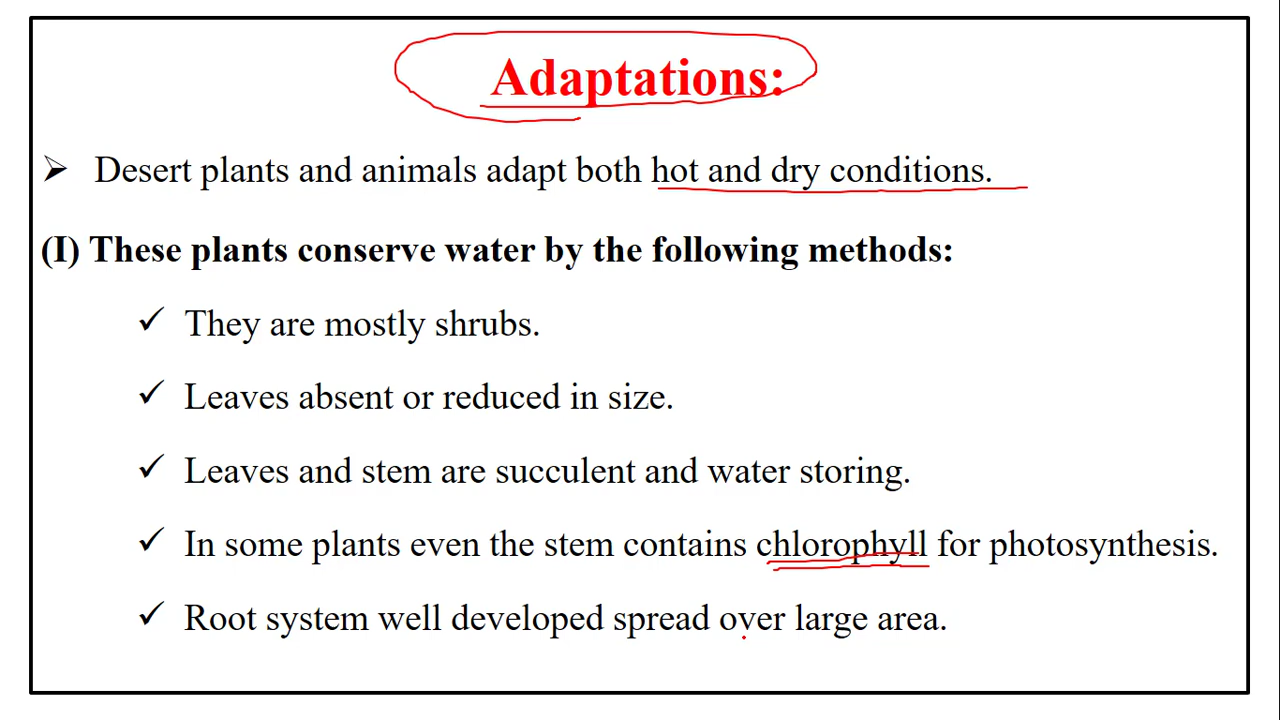 Adaptations:
➢ Desert plants and animals adapt both hot and dry conditions.
(I) These plants conserve water by the following methods:
✓ They are mostly shrubs.
✓ Leaves absent or reduced in size.
✓ Leaves and stem are succulent and water storing.
✓ In some plants even the stem contains chlorophyll for photosynthesis.
✓ Root system well developed spread over large area.